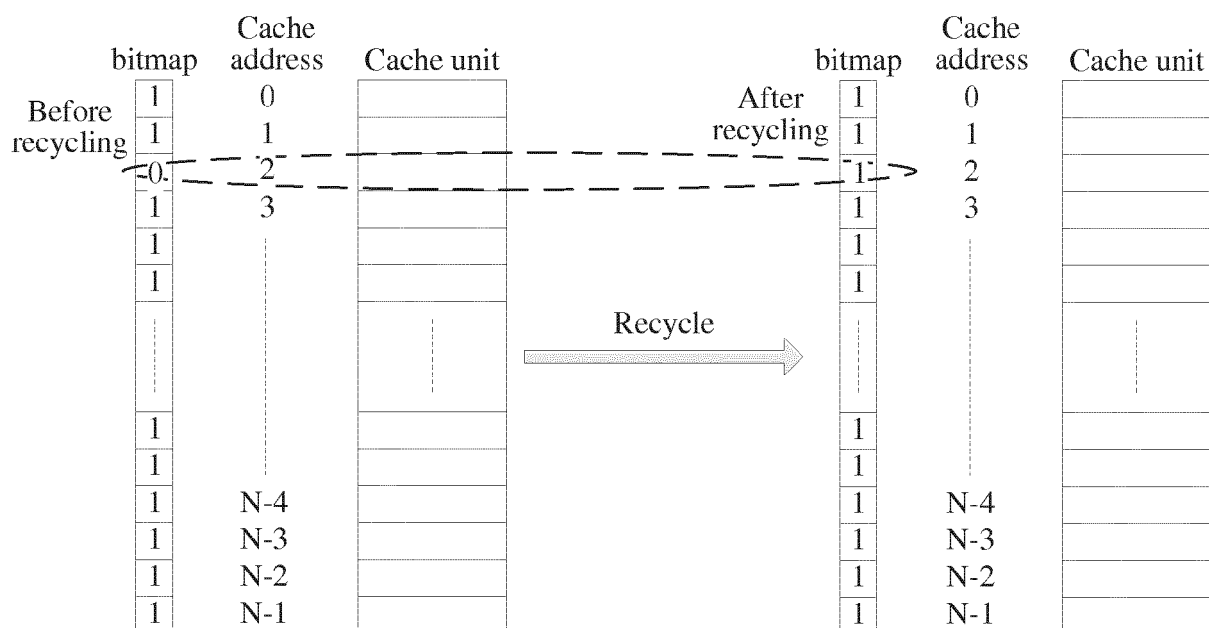 Cache
bitmap address Cache unit
Before
recycling
1 0
1 1
0 2
1 3
1
1
1
1
1 N-4
1 N-3
1 N-2
1 N-1
Recycle
Cache
bitmap address Cache unit
After
recycling
1 0
1 1
1 2
1 3
1
1
1
1
1 N-4
1 N-3
1 N-2
1 N-1